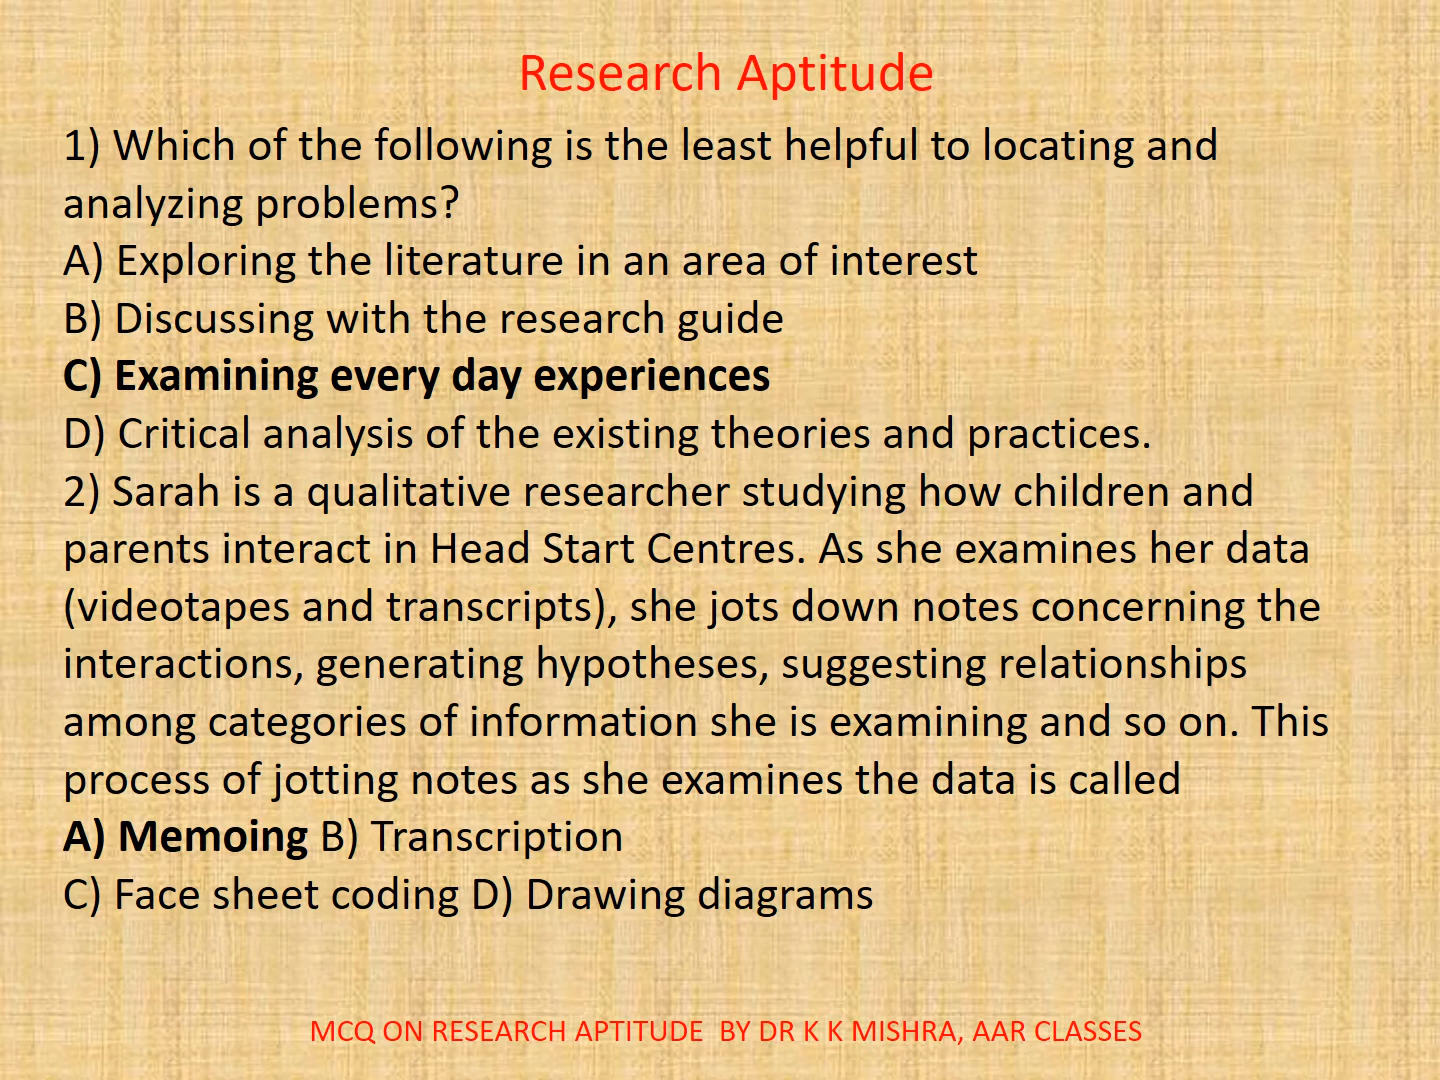 Research Aptitude
1) Which of the following is the least helpful to locating and
analyzing problems?
A) Exploring the literature in an area of interest
B) Discussing with the research guide
C) Examining every day experiences
D) Critical analysis of the existing theories and practices.
2) Sarah is a qualitative researcher studying how children and
parents interact in Head Start Centres. As she examines her data
(videotapes and transcripts), she jots down notes concerning the
interactions, generating hypotheses, suggesting relationships
among categories of information she is examining and so on. This
process of jotting notes as she examines the data is called
A) Memoing B) Transcription
C) Face sheet coding D) Drawing diagrams
MCQ ON RESEARCH APTITUDE  BY DR K K MISHRA, AAR CLASSES